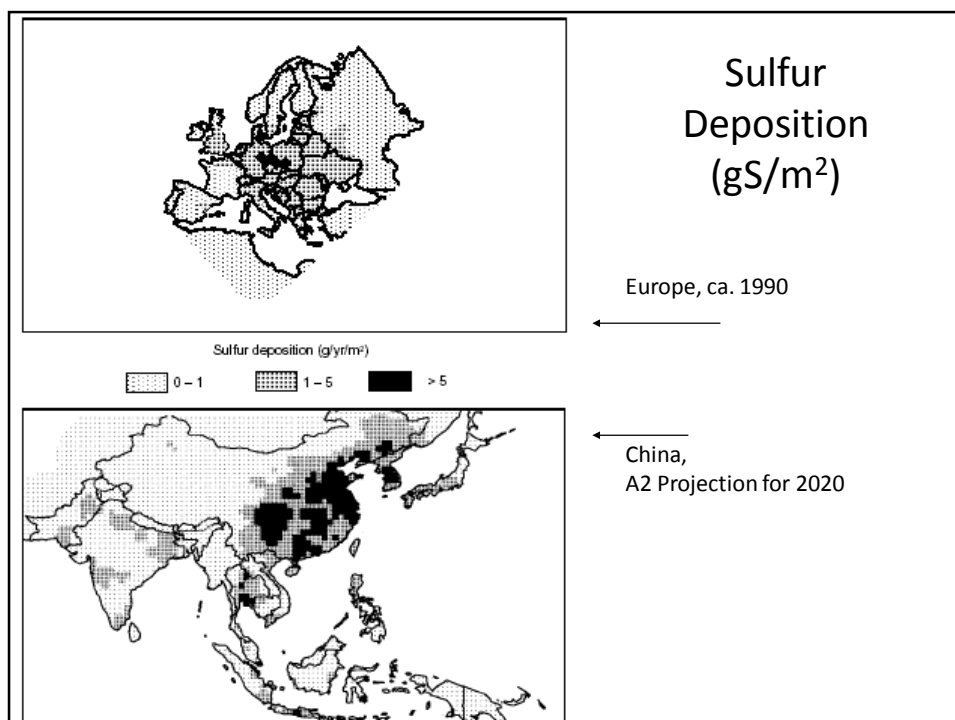 Sulfur
Deposition
(gS/m²)
Europe, ca. 1990
Sulfur deposition (g/yr/m²)
0 – 1
1 – 5
> 5
China,
A2 Projection for 2020